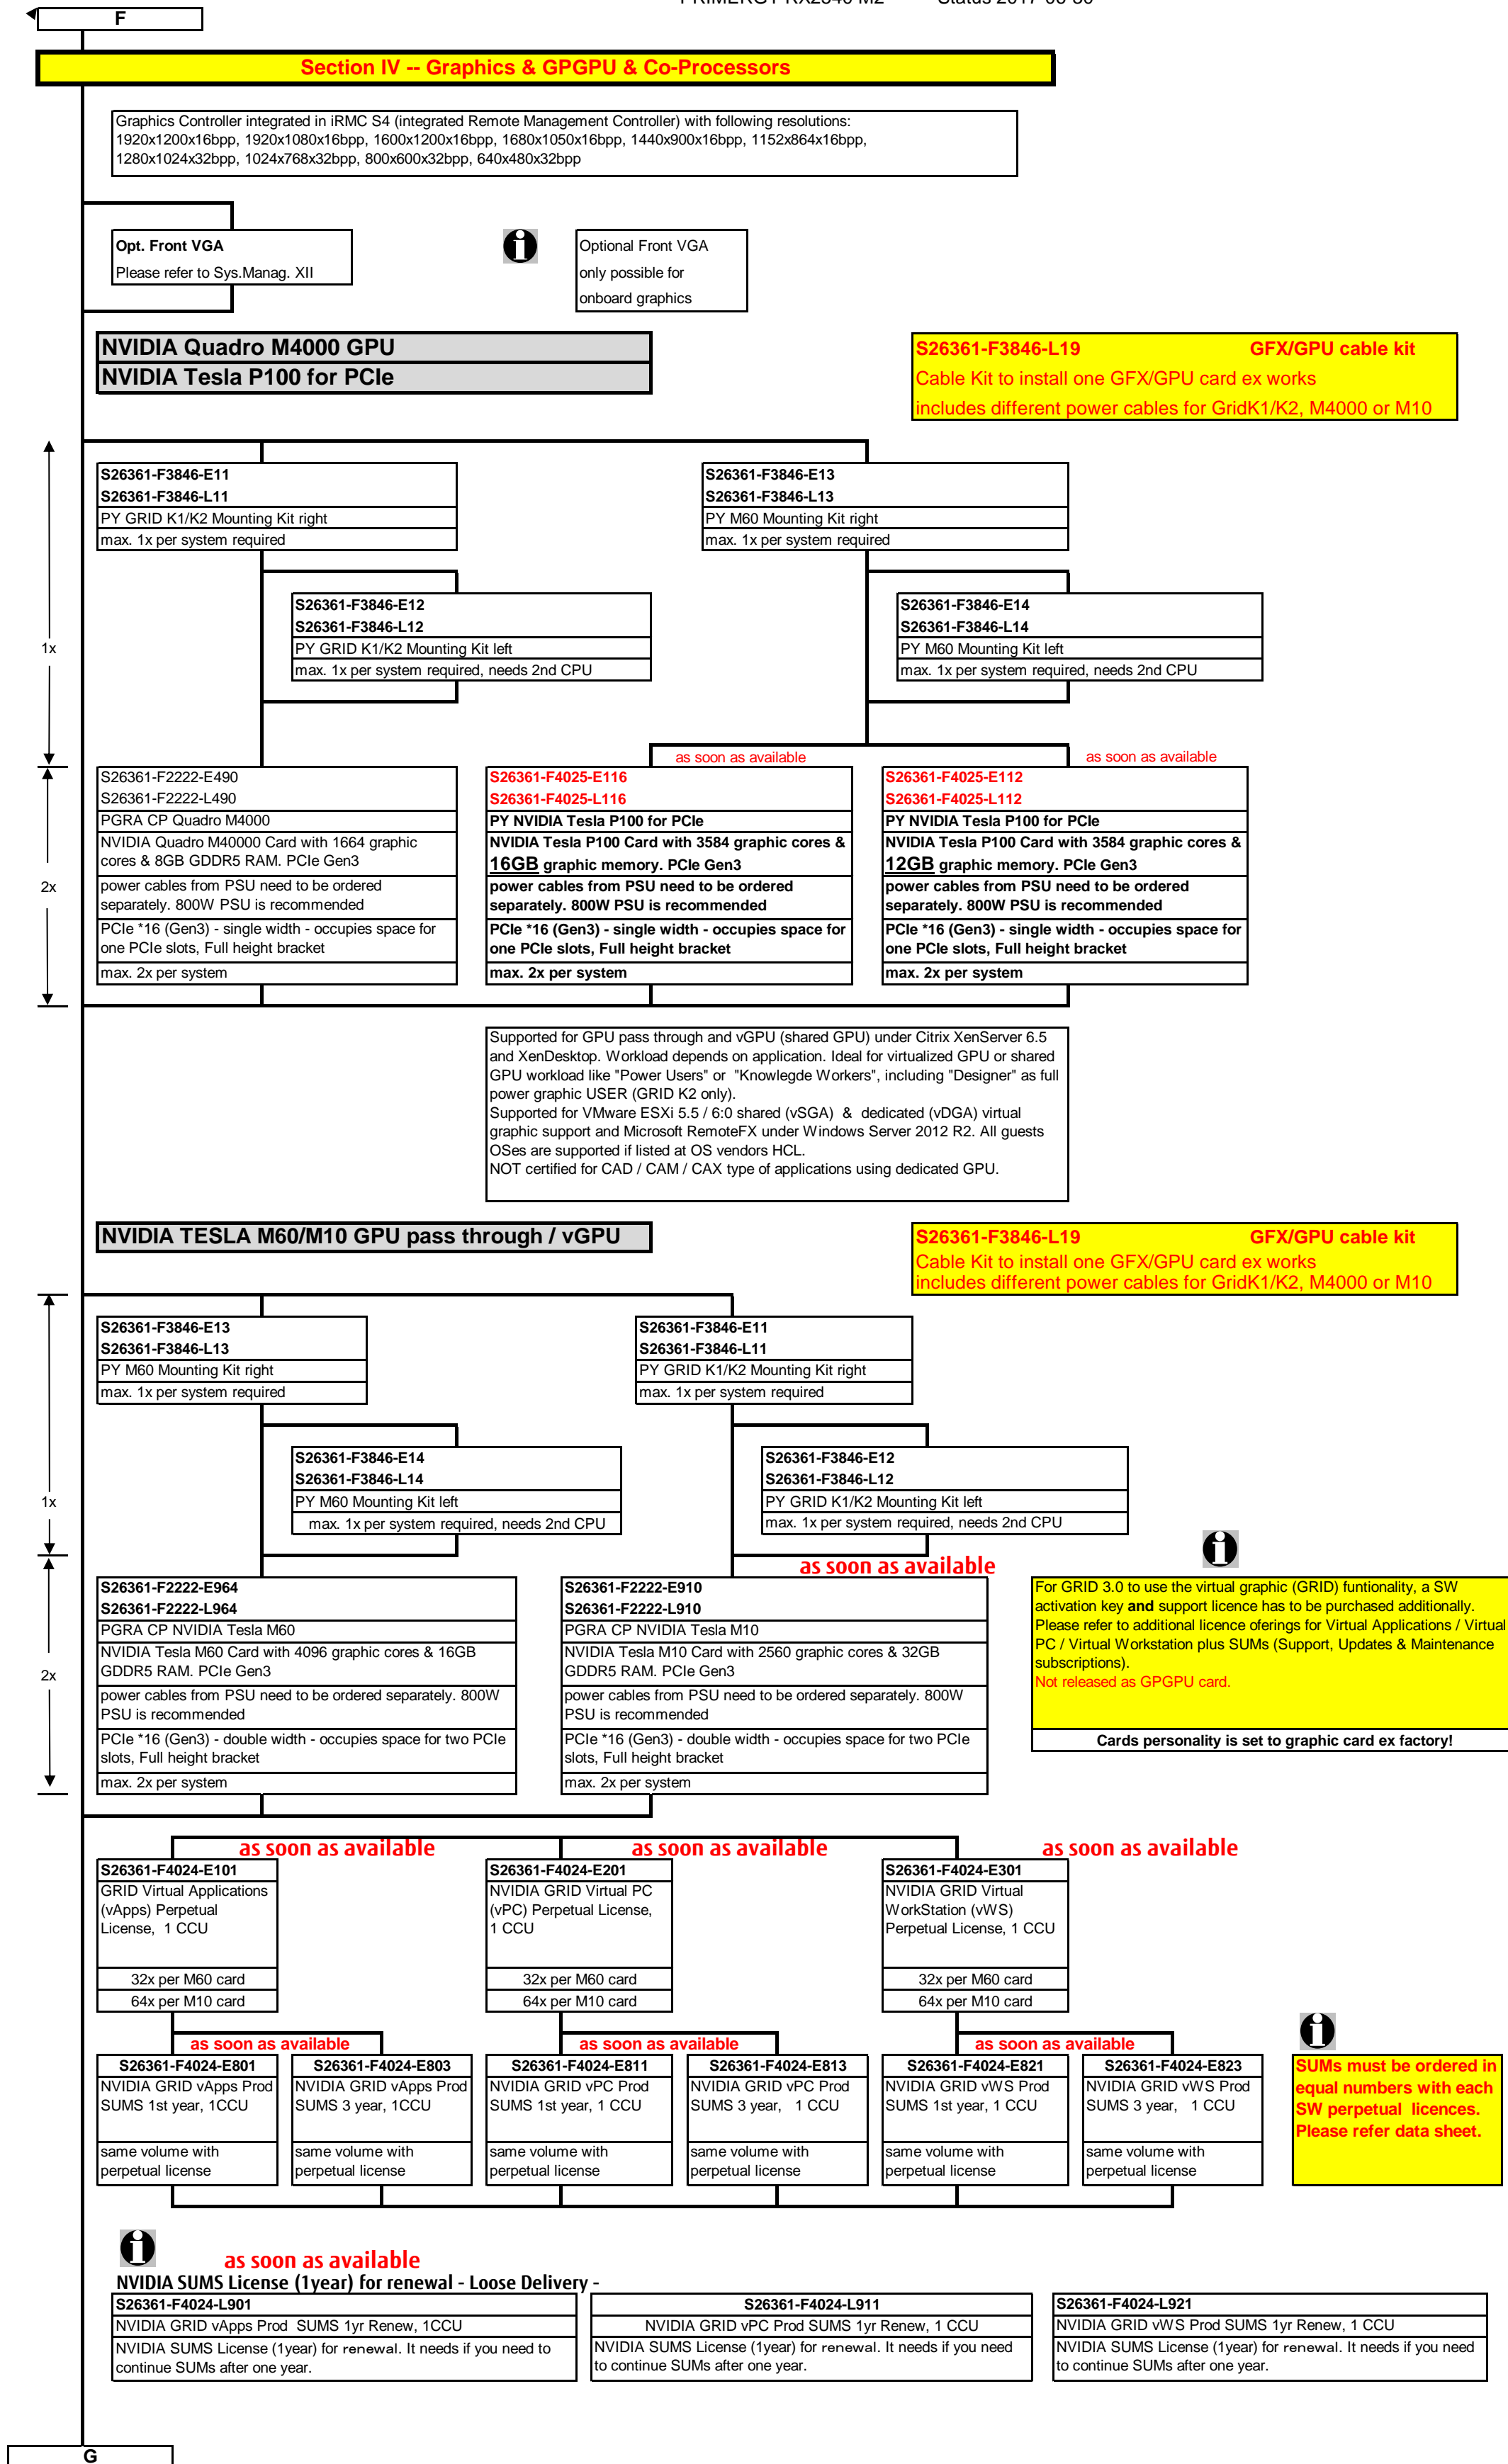 F
Section IV -- Graphics & GPGPU & Co-Processors
Graphics Controller integrated in iRMC S4 (integrated Remote Management Controller) with following resolutions:
1920x1200x16bpp, 1920x1080x16bpp, 1600x1200x16bpp, 1680x1050x16bpp, 1440x900x16bpp, 1152x864x16bpp,
1280x1024x32bpp, 1024x768x32bpp, 800x600x32bpp, 640x480x32bpp
Opt. Front VGA
Please refer to Sys.Manag. XII
Optional Front VGA
only possible for
onboard graphics
NVIDIA Quadro M4000 GPU
NVIDIA Tesla P100 for PCIe
S26361-F3846-L19 GFX/GPU cable kit
Cable Kit to install one GFX/GPU card ex works
includes different power cables for GridK1/K2, M4000 or M10
S26361-F3846-E11
S26361-F3846-L11
PY GRID K1/K2 Mounting Kit right
max. 1x per system required
S26361-F3846-E13
S26361-F3846-L13
PY M60 Mounting Kit right
max. 1x per system required
S26361-F3846-E12
S26361-F3846-L12
PY GRID K1/K2 Mounting Kit left
max. 1x per system required, needs 2nd CPU
S26361-F3846-E14
S26361-F3846-L14
PY M60 Mounting Kit left
max. 1x per system required, needs 2nd CPU
1x
as soon as available
as soon as available
2x
S26361-F2222-E490
S26361-F2222-L490
PGRA CP Quadro M4000
NVIDIA Quadro M40000 Card with 1664 graphic
cores & 8GB GDDR5 RAM. PCIe Gen3
power cables from PSU need to be ordered
separately. 800W PSU is recommended
PCIe *16 (Gen3) - single width - occupies space for
one PCIe slots, Full height bracket
max. 2x per system
S26361-F4025-E116
S26361-F4025-L116
PY NVIDIA Tesla P100 for PCIe
NVIDIA Tesla P100 Card with 3584 graphic cores &
16GB graphic memory. PCIe Gen3
power cables from PSU need to be ordered
separately. 800W PSU is recommended
PCIe *16 (Gen3) - single width - occupies space for
one PCIe slots, Full height bracket
max. 2x per system
S26361-F4025-E112
S26361-F4025-L112
PY NVIDIA Tesla P100 for PCIe
NVIDIA Tesla P100 Card with 3584 graphic cores &
12GB graphic memory. PCIe Gen3
power cables from PSU need to be ordered
separately. 800W PSU is recommended
PCIe *16 (Gen3) - single width - occupies space for
one PCIe slots, Full height bracket
max. 2x per system
Supported for GPU pass through and vGPU (shared GPU) under Citrix XenServer 6.5
and XenDesktop. Workload depends on application. Ideal for virtualized GPU or shared
GPU workload like "Power Users" or "Knowlegde Workers", including "Designer" as full
power graphic USER (GRID K2 only).
Supported for VMware ESXi 5.5 / 6:0 shared (vSGA) & dedicated (vDGA) virtual
graphic support and Microsoft RemoteFX under Windows Server 2012 R2. All guests
OSes are supported if listed at OS vendors HCL.
NOT certified for CAD / CAM / CAX type of applications using dedicated GPU.
NVIDIA TESLA M60/M10 GPU pass through / vGPU
S26361-F3846-L19 GFX/GPU cable kit
Cable Kit to install one GFX/GPU card ex works
includes different power cables for GridK1/K2, M4000 or M10
S26361-F3846-E13
S26361-F3846-L13
PY M60 Mounting Kit right
max. 1x per system required
S26361-F3846-E11
S26361-F3846-L11
PY GRID K1/K2 Mounting Kit right
max. 1x per system required
S26361-F3846-E14
S26361-F3846-L14
PY M60 Mounting Kit left
max. 1x per system required, needs 2nd CPU
S26361-F3846-E12
S26361-F3846-L12
PY GRID K1/K2 Mounting Kit left
max. 1x per system required, needs 2nd CPU
1x
as soon as available
2x
S26361-F2222-E964
S26361-F2222-L964
PGRA CP NVIDIA Tesla M60
NVIDIA Tesla M60 Card with 4096 graphic cores & 16GB
GDDR5 RAM. PCIe Gen3
power cables from PSU need to be ordered separately. 800W
PSU is recommended
PCIe *16 (Gen3) - double width - occupies space for two PCIe
slots, Full height bracket
max. 2x per system
S26361-F2222-E910
S26361-F2222-L910
PGRA CP NVIDIA Tesla M10
NVIDIA Tesla M10 Card with 2560 graphic cores & 32GB
GDDR5 RAM. PCIe Gen3
power cables from PSU need to be ordered separately. 800W
PSU is recommended
PCIe *16 (Gen3) - double width - occupies space for two PCIe
slots, Full height bracket
max. 2x per system
For GRID 3.0 to use the virtual graphic (GRID) funtionality, a SW
activation key and support licence has to be purchased additionally.
Please refer to additional licence oferings for Virtual Applications / Virtual
PC / Virtual Workstation plus SUMs (Support, Updates & Maintenance
subscriptions).
Not released as GPGPU card.
Cards personality is set to graphic card ex factory!
as soon as available
as soon as available
as soon as available
S26361-F4024-E101
GRID Virtual Applications
(vApps) Perpetual
License, 1 CCU
32x per M60 card
64x per M10 card
S26361-F4024-E201
NVIDIA GRID Virtual PC
(vPC) Perpetual License,
1 CCU
32x per M60 card
64x per M10 card
S26361-F4024-E301
NVIDIA GRID Virtual
WorkStation (vWS)
Perpetual License, 1 CCU
32x per M60 card
64x per M10 card
as soon as available
as soon as available
as soon as available
S26361-F4024-E801
NVIDIA GRID vApps Prod
SUMS 1st year, 1CCU
same volume with
perpetual license
S26361-F4024-E803
NVIDIA GRID vApps Prod
SUMS 3 year, 1CCU
same volume with
perpetual license
S26361-F4024-E811
NVIDIA GRID vPC Prod
SUMS 1st year, 1 CCU
same volume with
perpetual license
S26361-F4024-E813
NVIDIA GRID vPC Prod
SUMS 3 year, 1 CCU
same volume with
perpetual license
S26361-F4024-E821
NVIDIA GRID vWS Prod
SUMS 1st year, 1 CCU
same volume with
perpetual license
S26361-F4024-E823
NVIDIA GRID vWS Prod
SUMS 3 year, 1 CCU
same volume with
perpetual license
SUMs must be ordered in
equal numbers with each
SW perpetual licences.
Please refer data sheet.
as soon as available
NVIDIA SUMS License (1year) for renewal - Loose Delivery -
S26361-F4024-L901
NVIDIA GRID vApps Prod SUMS 1yr Renew, 1CCU
NVIDIA SUMS License (1year) for renewal. It needs if you need to
continue SUMs after one year.
S26361-F4024-L911
NVIDIA GRID vPC Prod SUMS 1yr Renew, 1 CCU
NVIDIA SUMS License (1year) for renewal. It needs if you need
to continue SUMs after one year.
S26361-F4024-L921
NVIDIA GRID vWS Prod SUMS 1yr Renew, 1 CCU
NVIDIA SUMS License (1year) for renewal. It needs if you need
to continue SUMs after one year.
G